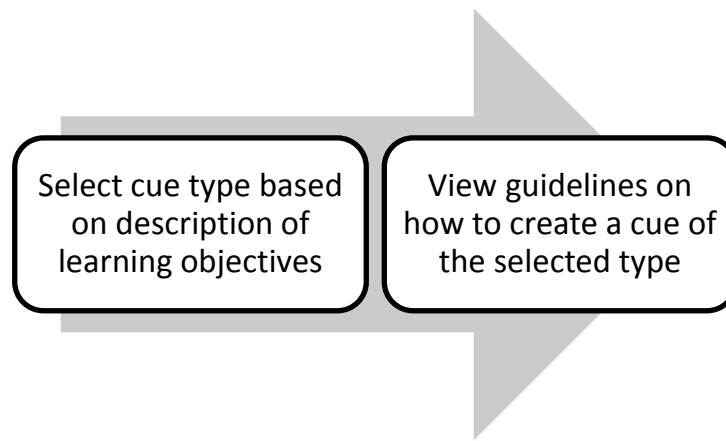 Select cue type based
on description of
learning objectives
View guidelines on
how to create a cue of
the selected type